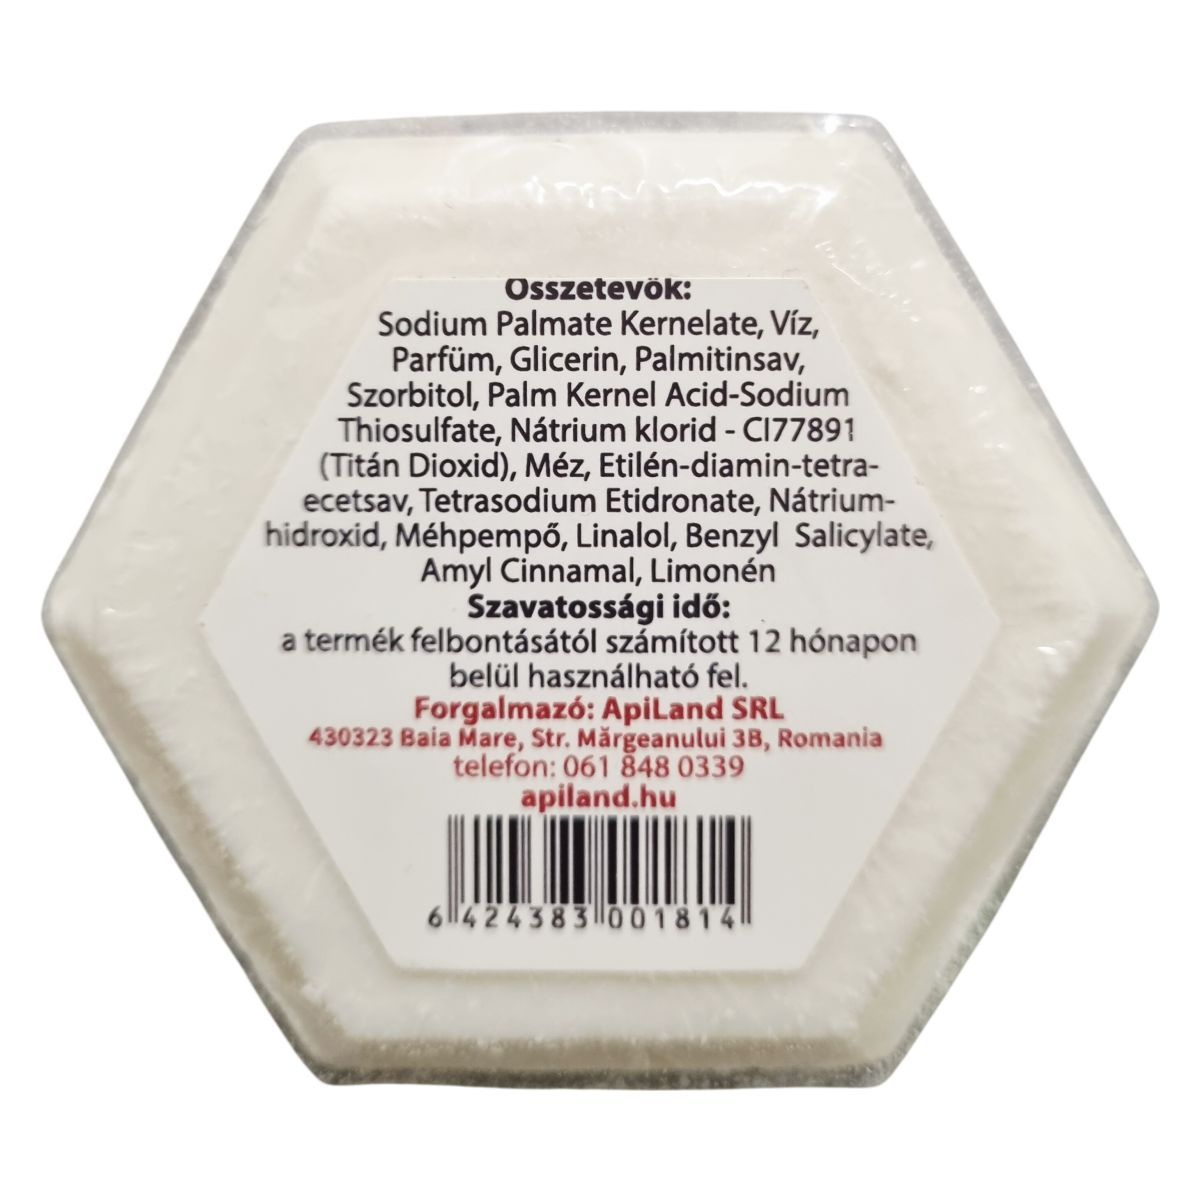 Összetevők:
Sodium Palmate Kernelate, Víz,
Parfüm, Glicerin, Palmitinsav,
Szorbitol, Palm Kernel Acid-Sodium
Thiosulfate, Nátrium klorid - CI77891
(Titán Dioxid), Méz, Etilén-diamin-tetra-
ecetsav, Tetrasodium Etidronate, Nátrium-
hidroxid, Méhpempő, Linalol, Benzyl Salicylate,
Amyl Cinnamal, Limonén
Szavatossági idő:
a termék felbontásától számított 12 hónapon
belül használható fel.
Forgalmazó: ApiLand SRL
430323 Baia Mare, Str. Mărgeanului 3B, Romania
telefon: 061 848 0339
apiland.hu
6 424383 001814